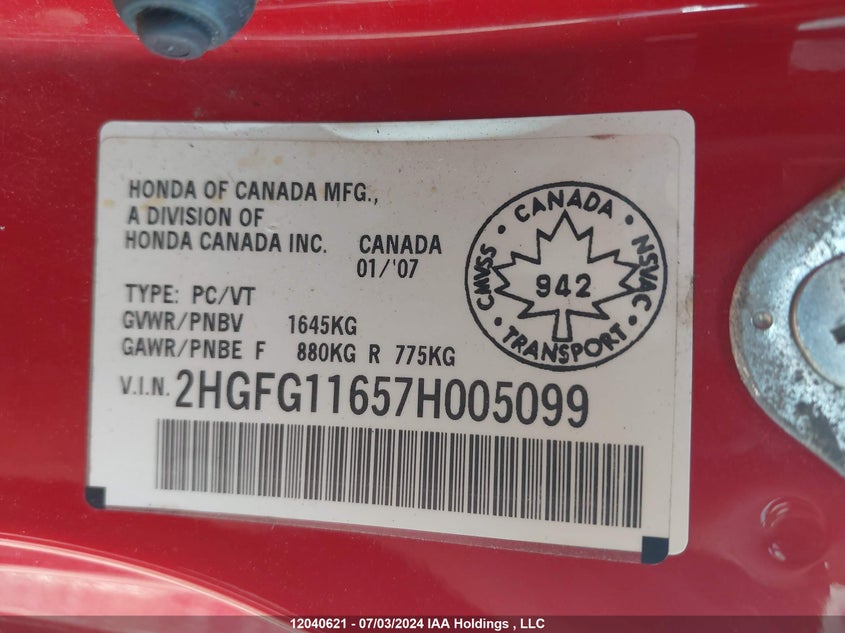 HONDA OF CANADA MFG.,
A DIVISION OF
HONDA CANADA INC. CANADA
01/'07
TYPE: PC/VT
GVWR/PNBV 1645KG
GAWR/PNBE F 880KG R 775KG
V.I.N. 2HGFG11657H005099
CANADA
CMVSS
NSVAC
942
TRANSPORT
12040621 - 07/03/2024 IAA Holdings , LLC